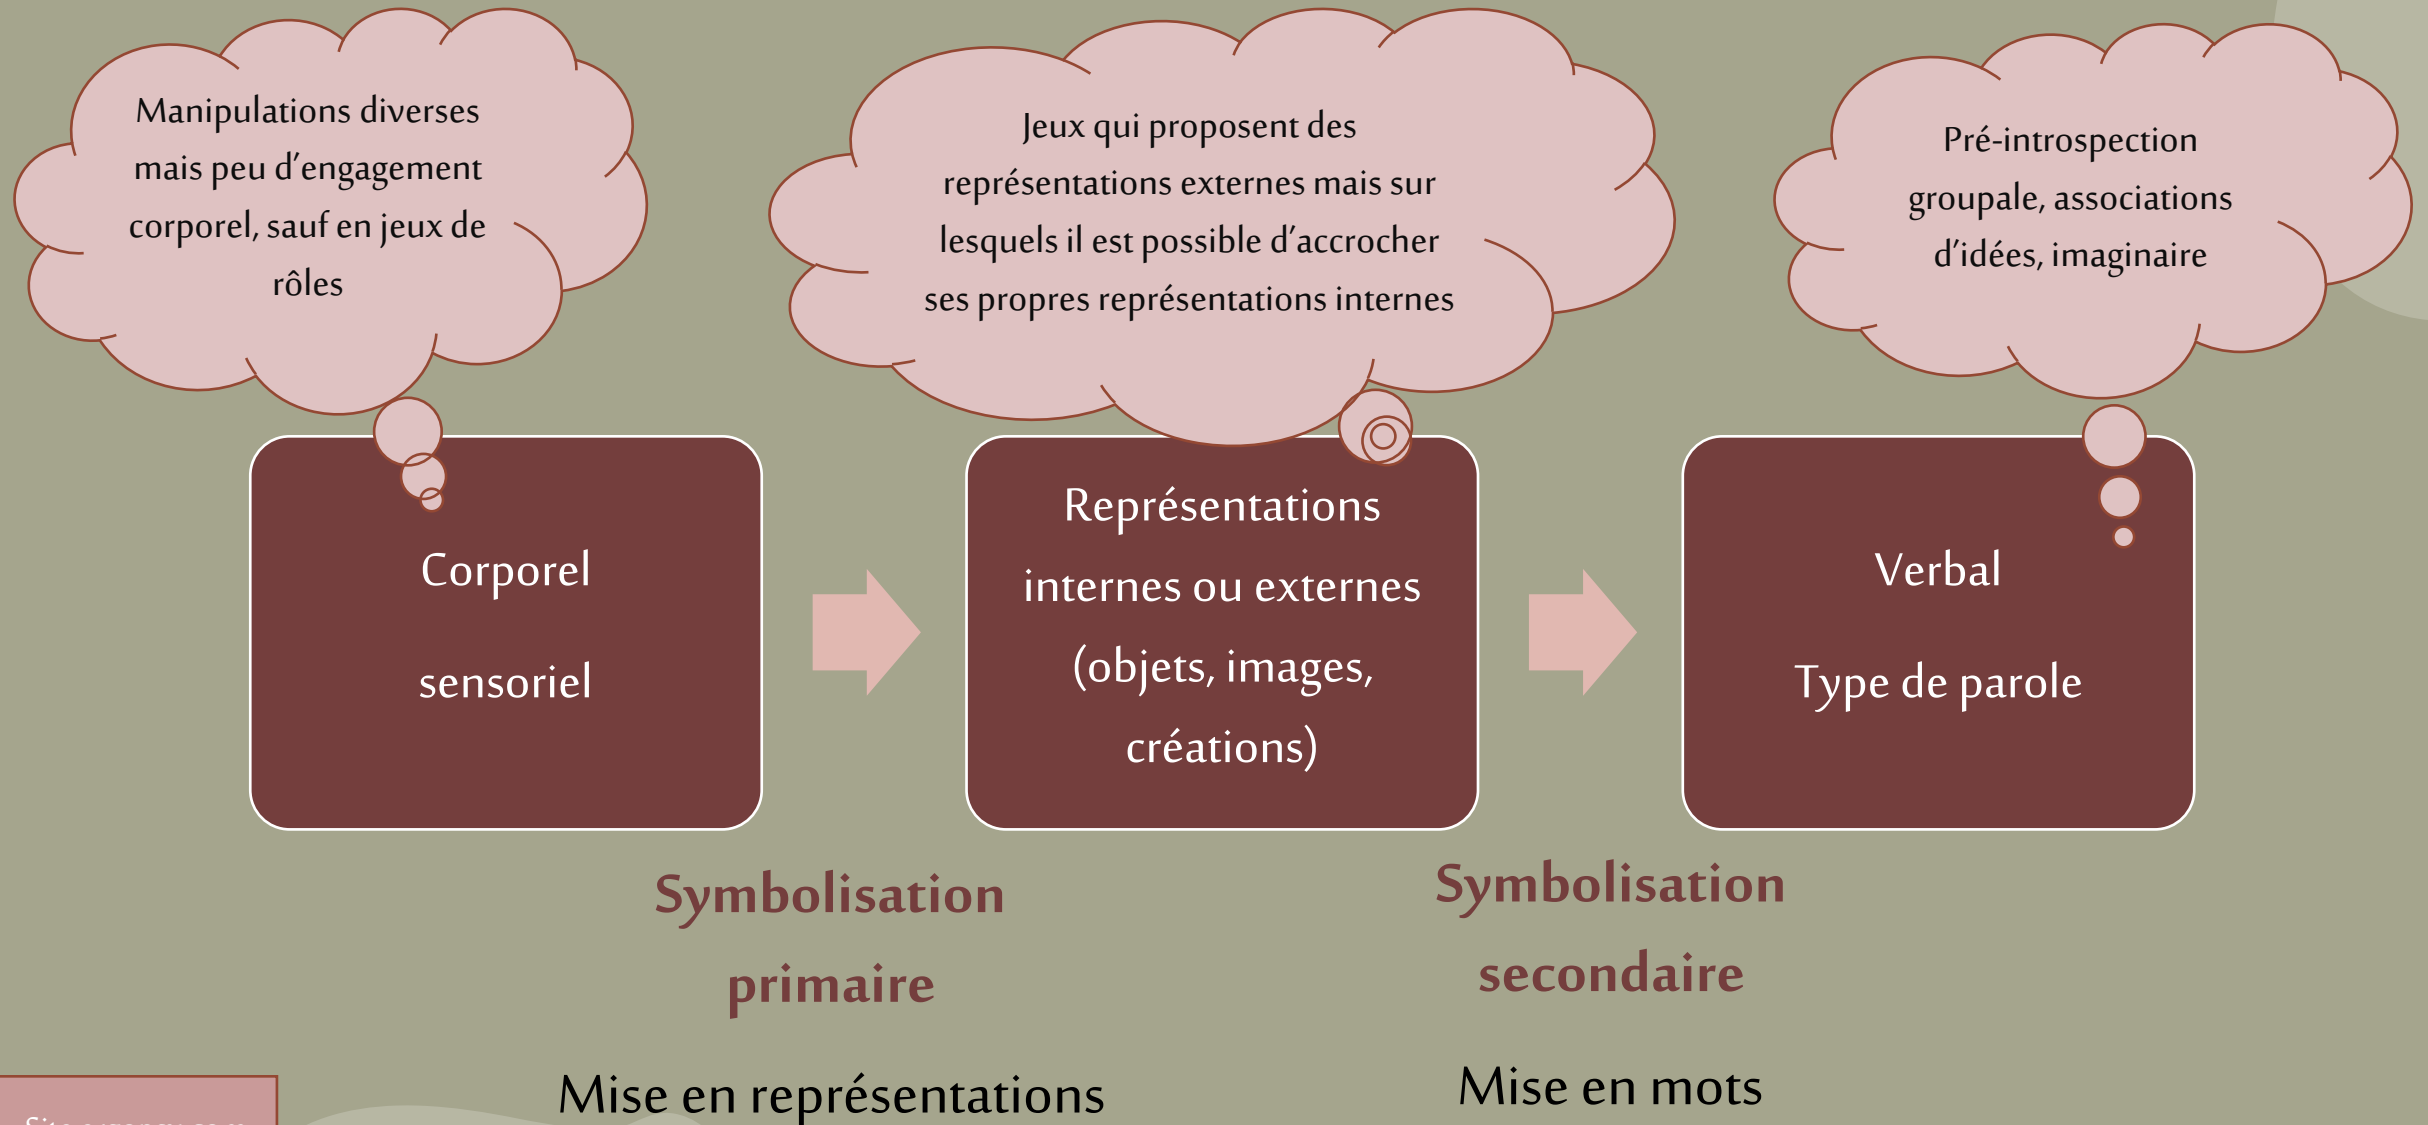 Manipulations diverses
mais peu d’engagement
corporel, sauf en jeux de
rôles
Jeux qui proposent des
représentations externes mais sur
lesquels il est possible d’accrocher
ses propres représentations internes
Pré-introspection
groupale, associations
d’idées, imaginaire
Corporel
sensoriel
Représentations
internes ou externes
(objets, images,
créations)
Verbal
Type de parole
Symbolisation
primaire
Mise en représentations
Symbolisation
secondaire
Mise en mots